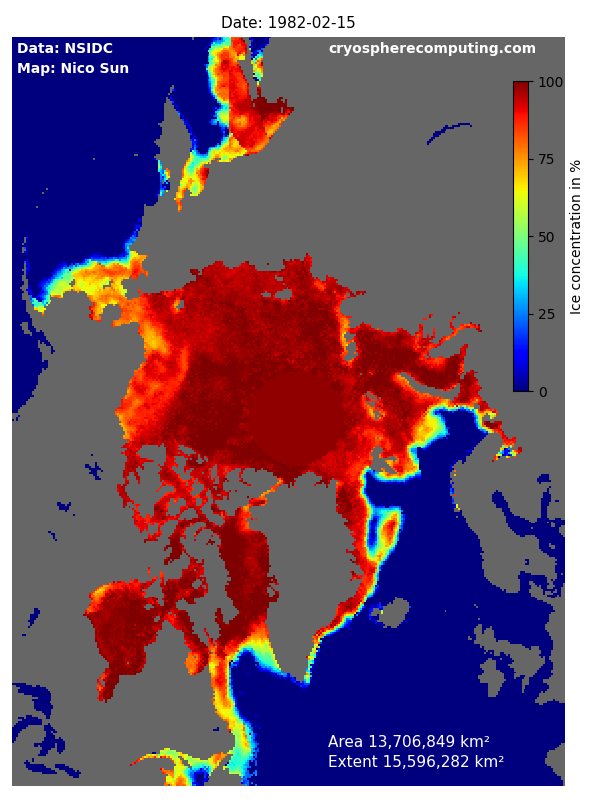 Date: 1982-02-15
Data: NSIDC
Map: Nico Sun
cryospherecomputing.com
100
75
50
25
0
Ice concentration in %
Area 13,706,849 km²
Extent 15,596,282 km²